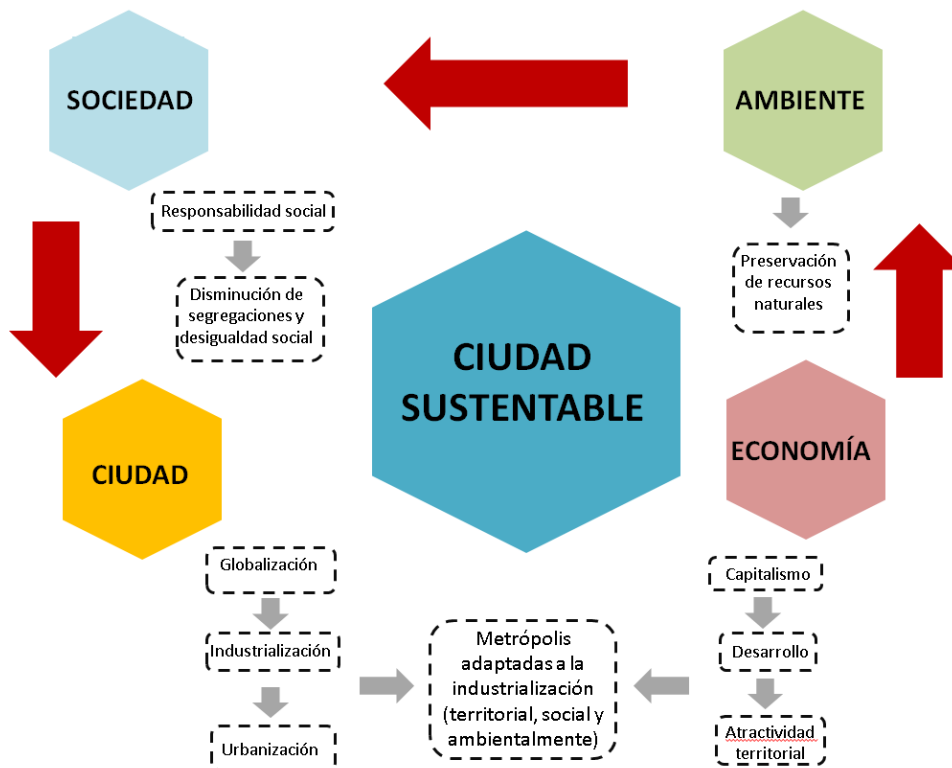 SOCIEDAD
AMBIENTE
Responsabilidad social
Disminución de
segregaciones y
desigualdad social
Preservación
de recursos
naturales
CIUDAD
SUSTENTABLE
CIUDAD
ECONOMÍA
Globalización
Industrialización
Urbanización
Metrópolis
adaptadas a la
industrialización
(territorial, social y
ambientalmente)
Capitalismo
Desarrollo
Atractividad
territorial